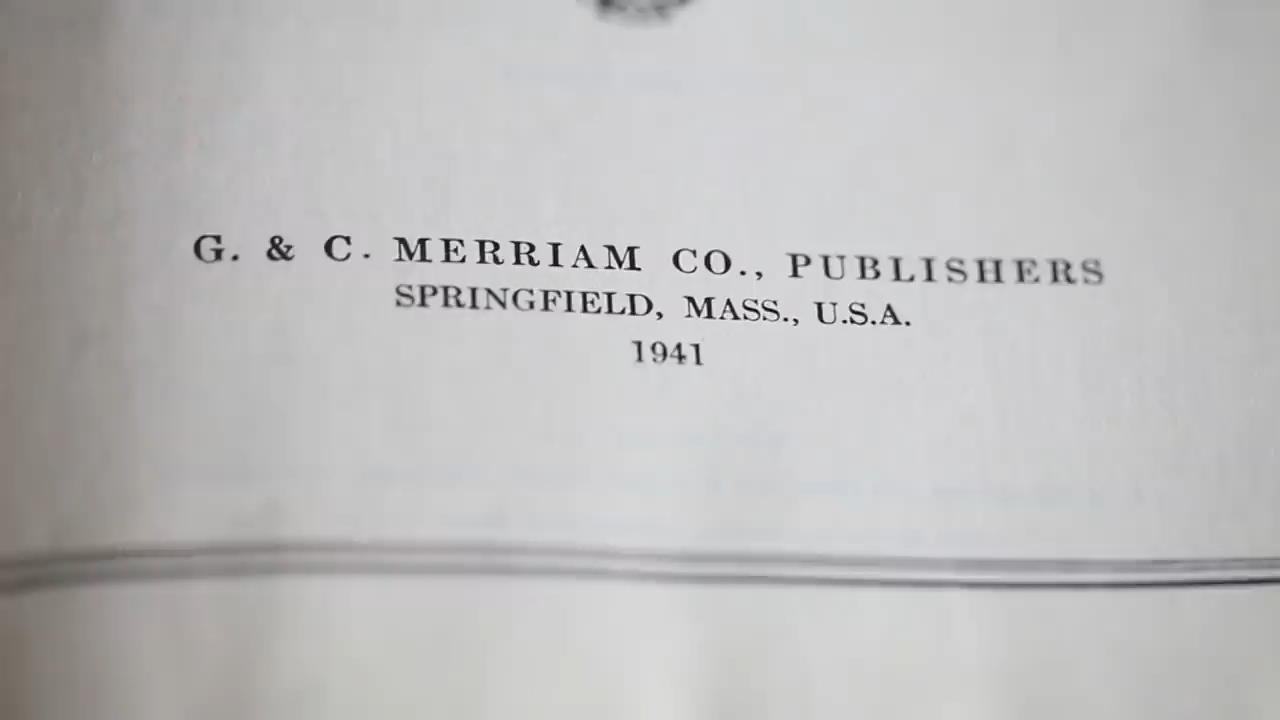 G. & C. MERRIAM CO., PUBLISHERS
SPRINGFIELD, MASS., U.S.A.
1941